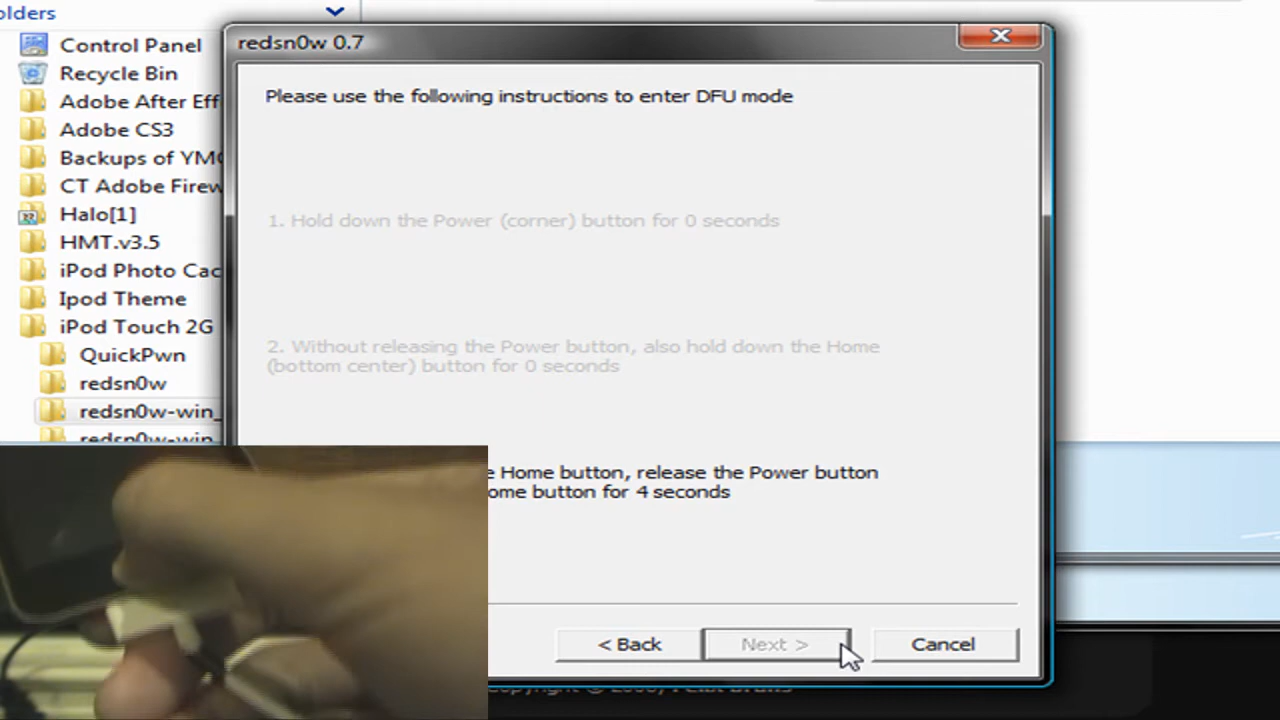 olders
redsn0w 0.7
Control Panel
Recycle Bin
Adobe After Eff
Adobe CS3
Backups of YM
CT Adobe Firew
Halo[1]
HMT.v3.5
iPod Photo Cac
Ipod Theme
iPod Touch 2G
QuickPwn
redsn0w
redsn0w-win_
redsn0w-win
Please use the following instructions to enter DFU mode
1. Hold down the Power (corner) button for 0 seconds
2. Without releasing the Power button, also hold down the Home
(bottom center) button for 0 seconds
e Home button, release the Power button
ome button for 4 seconds
< Back
Next >
Cancel